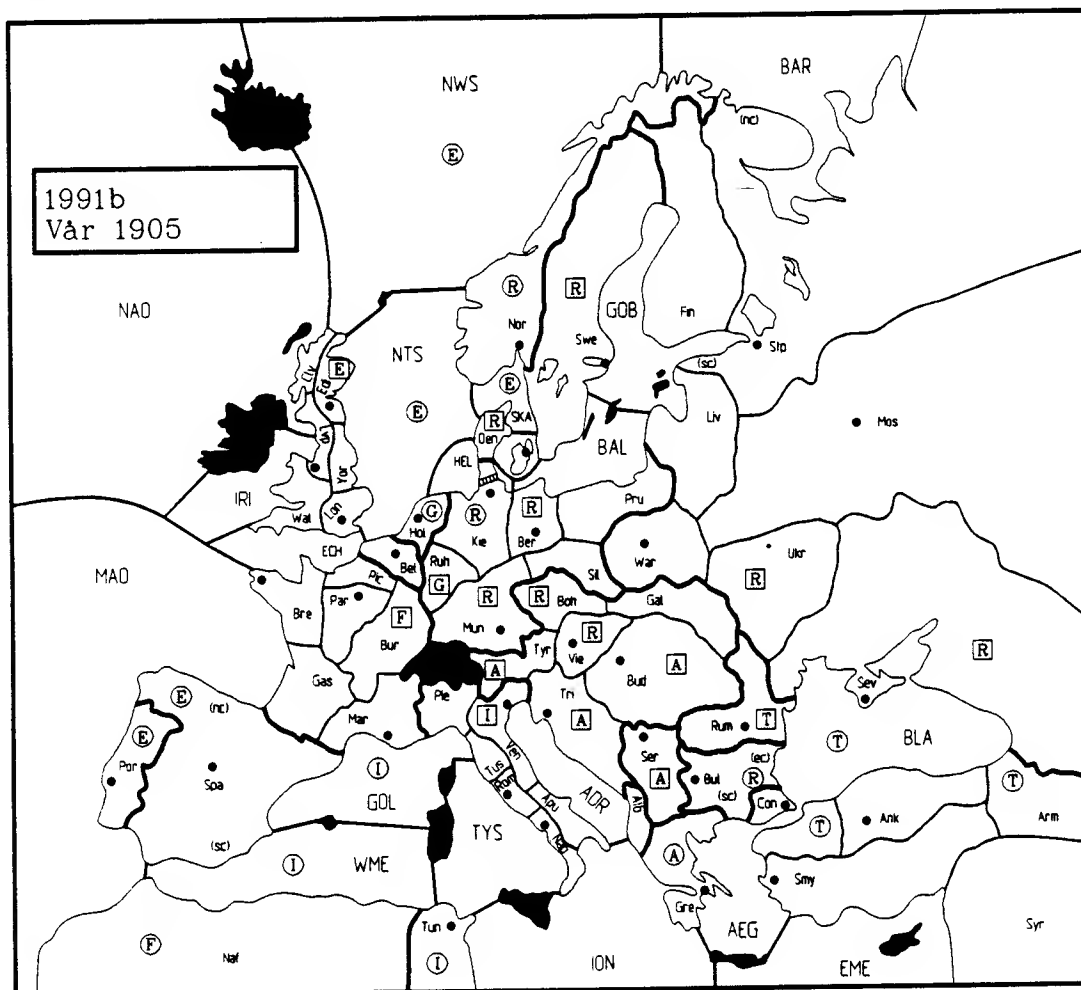 NWS
BAR
(nc)
E
1991b
Vår 1905
NAO
R
R
GOB
Fin
Nor
Swe
Stp
(sc)
NTS
E
Edi
E
E
SKA
R
Den
BAL
Liv
Mos
HEL
Yor
IRI
Wal
Lon
G
Hol
R
Kie
R
Ber
Pru
War
Ukr
R
ECH
Bel
Ruh
G
Sil
MAO
Pic
Par
Bre
F
Bur
R
Mun
R
Boh
Gal
Tyr
R
Vie
A
Bud
A
R
Sev
Gas
Pie
I
Tri
A
Rum
T
E
(nc)
Mar
Ven
Ser
A
T
BLA
E
Por
Spa
I
GOL
Tus
Rom
Apu
ADR
Alb
Bul
(ec)
(sc)
R
Con
T
Ank
T
Arm
(sc)
TYS
Nap
I
WME
A
Gre
Smy
AEG
Syr
F
Naf
Tun
I
ION
EME